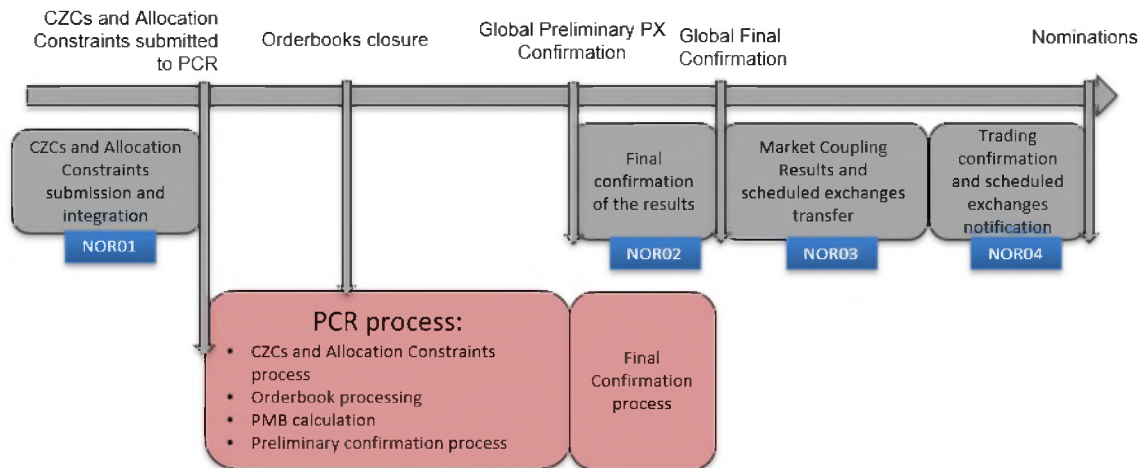 CZCs and Allocation
Constraints submitted
to PCR
Orderbooks closure
Global Preliminary PX
Confirmation
Global Final
Confirmation
Nominations
CZCs and Allocation
Constraints
submission and
integration
NOR01
Final
confirmation
of the results
NOR02
Market Coupling
Results and
scheduled exchanges
transfer
NOR03
Trading
confirmation
and scheduled
exchanges
notification
NOR04
PCR process:
• CZCs and Allocation Constraints
process
• Orderbook processing
• PMB calculation
• Preliminary confirmation process
Final
Confirmation
process